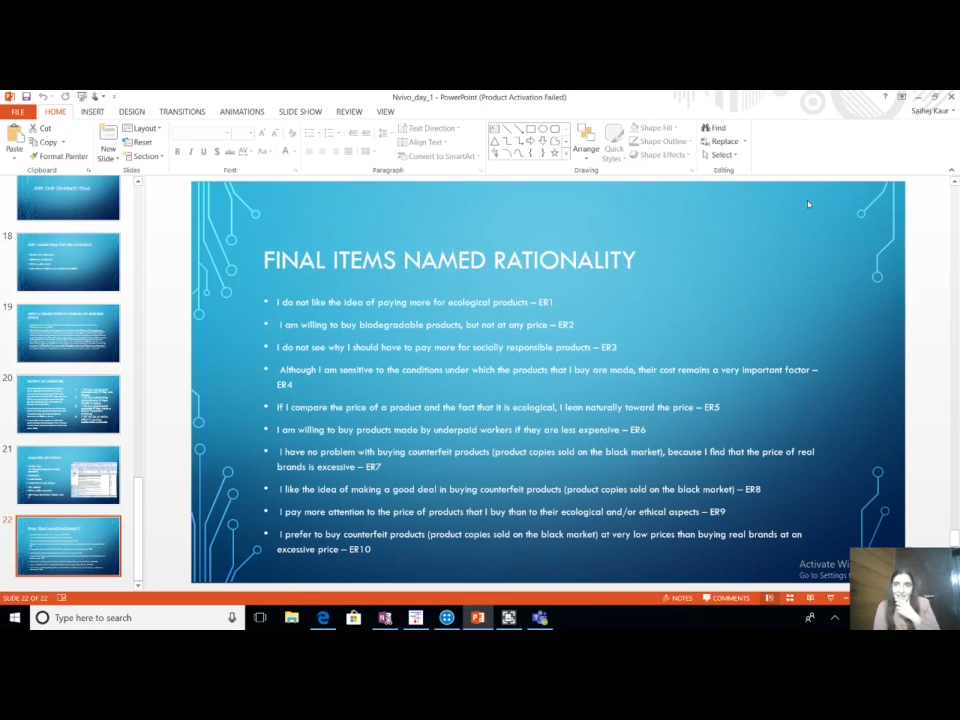 Nvivo_day_1 - PowerPoint (Product Activation Failed)
FILE HOME INSERT DESIGN TRANSITIONS ANIMATIONS SLIDE SHOW REVIEW VIEW
Saihej Kaur
Paste
Cut
Copy
Format Painter
Clipboard
New Slide
Layout
Reset
Section
Slides
Font
Text Direction
Align Text
Convert to SmartArt
Paragraph
Arrange
Quick Styles
Shape Fill
Shape Outline
Shape Effects
Drawing
Find
Replace
Select
Editing
18
19
20
21
22
FINAL ITEMS NAMED RATIONALITY
• I do not like the idea of paying more for ecological products – ER1
• I am willing to buy biodegradable products, but not at any price – ER2
• I do not see why I should have to pay more for socially responsible products – ER3
• Although I am sensitive to the conditions under which the products that I buy are made, their cost remains a very important factor –
ER4
• If I compare the price of a product and the fact that it is ecological, I lean naturally toward the price – ER5
• I am willing to buy products made by underpaid workers if they are less expensive – ER6
• I have no problem with buying counterfeit products (product copies sold on the black market), because I find that the price of real
brands is excessive – ER7
• I like the idea of making a good deal in buying counterfeit products (product copies sold on the black market) – ER8
• I pay more attention to the price of products that I buy than to their ecological and/or ethical aspects – ER9
• I prefer to buy counterfeit products (product copies sold on the black market) at very low prices than buying real brands at an
excessive price – ER10
Activate Wi
Go to Settings
SLIDE 22 OF 22
NOTES
COMMENTS
Type here to search